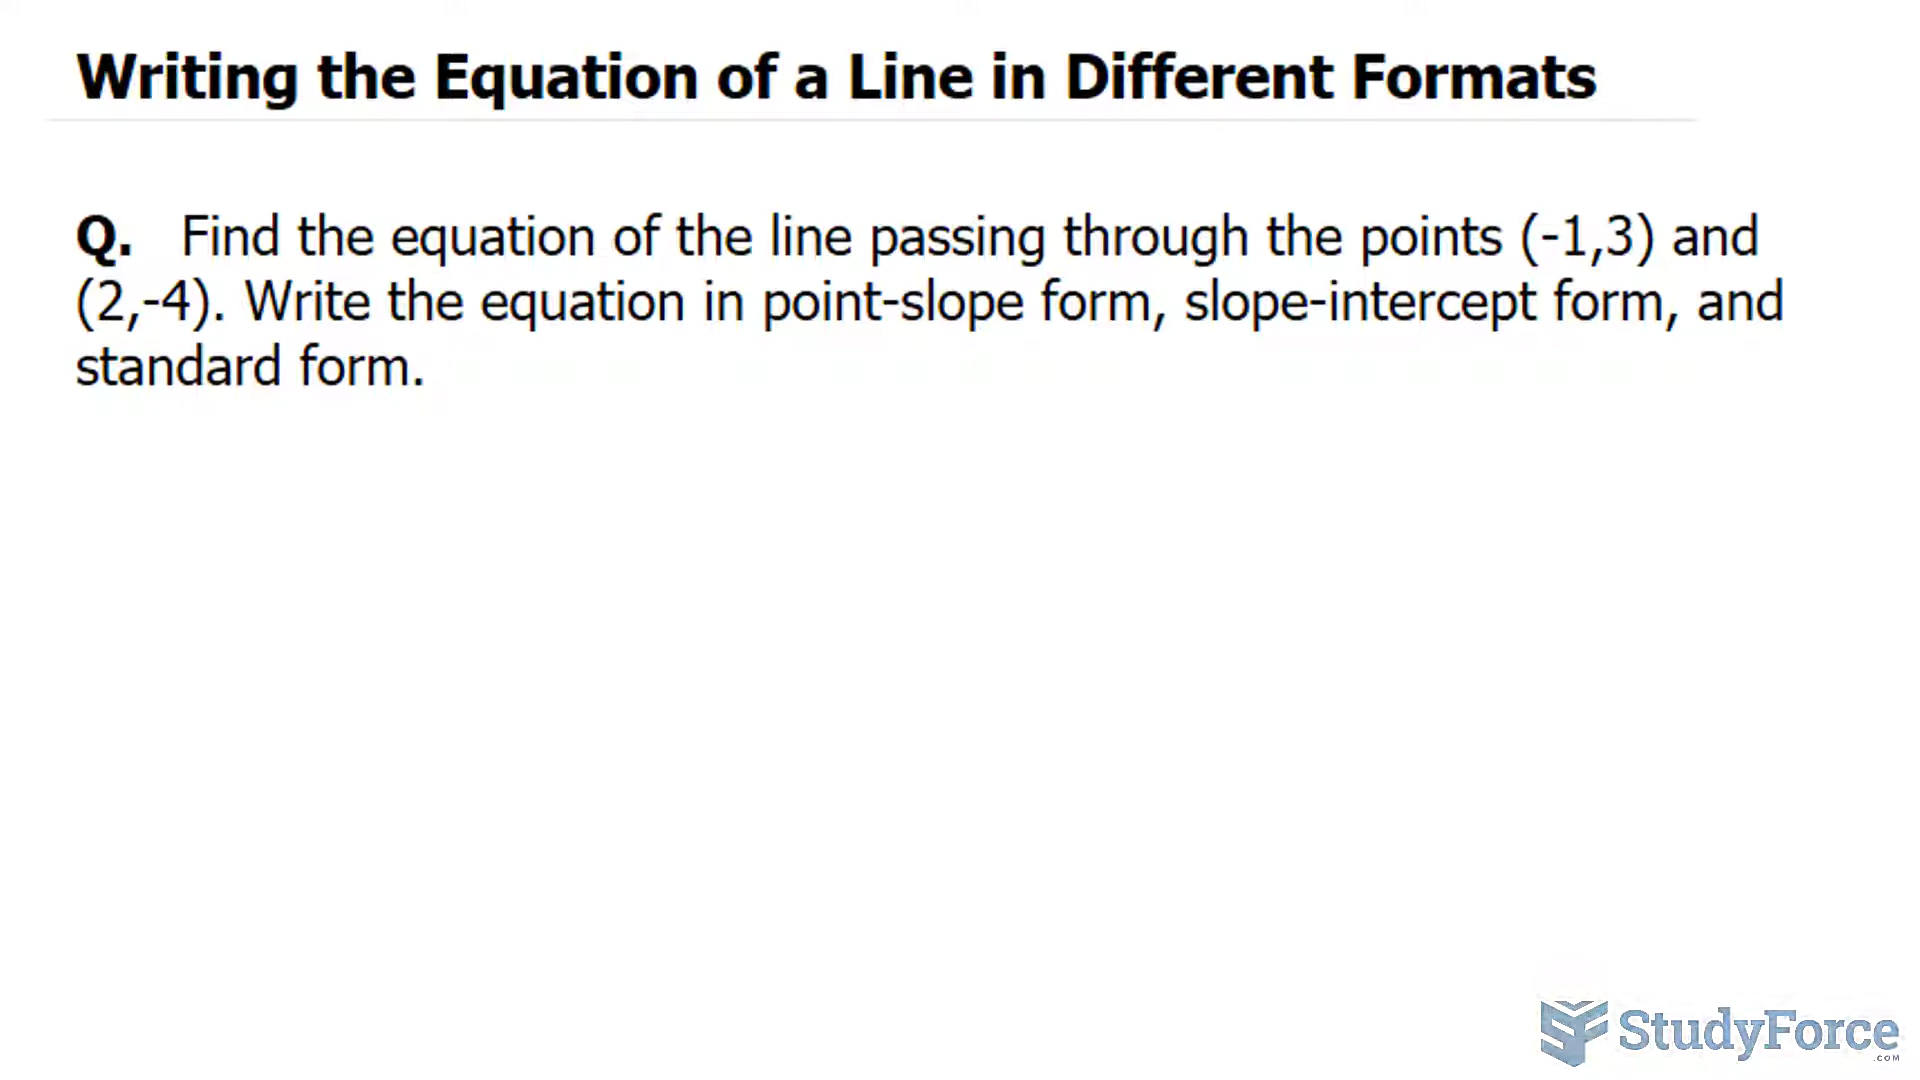 Writing the Equation of a Line in Different Formats
Q. Find the equation of the line passing through the points (-1,3) and
(2,-4). Write the equation in point-slope form, slope-intercept form, and
standard form.
StudyForce
.COM